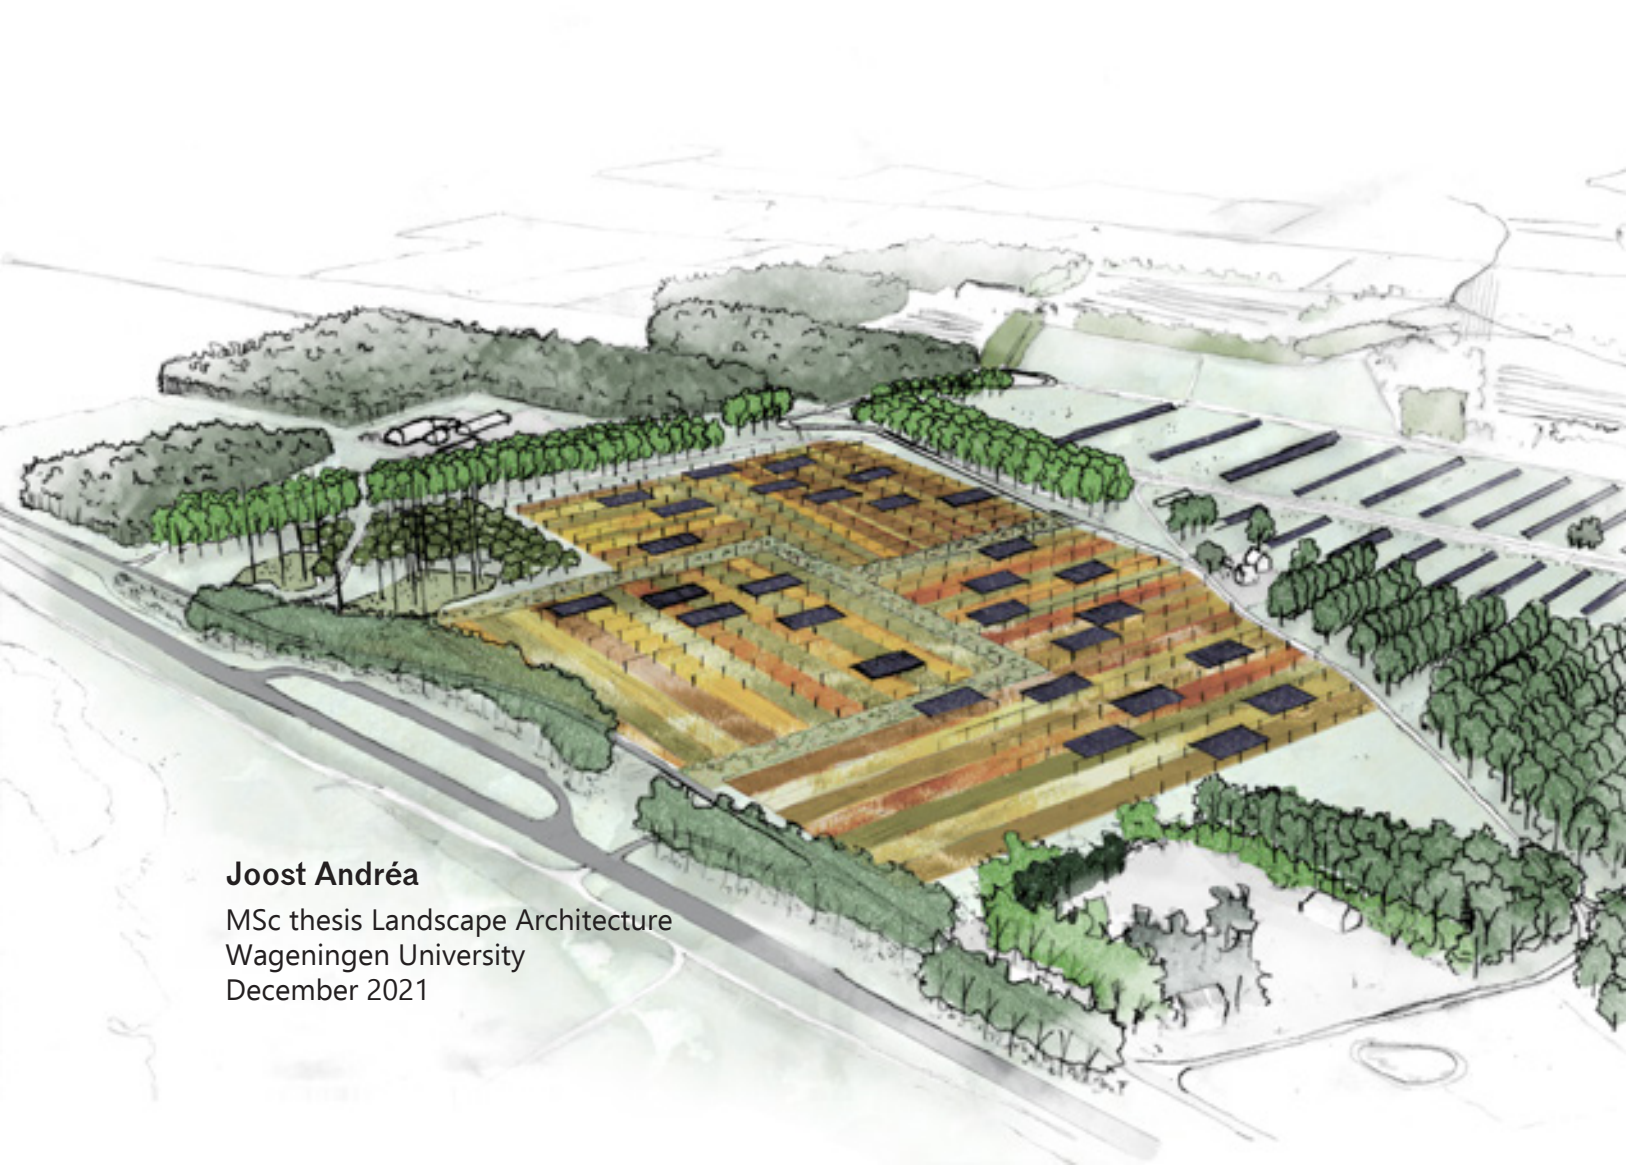 Joost Andréa
MSc thesis Landscape Architecture
Wageningen University
December 2021